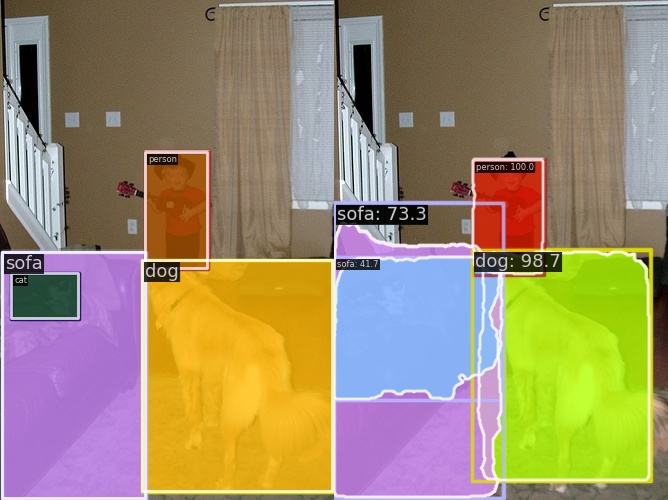 person
sofa
cat
dog
person: 100.0
sofa: 73.3
sofa: 41.7
dog: 98.7